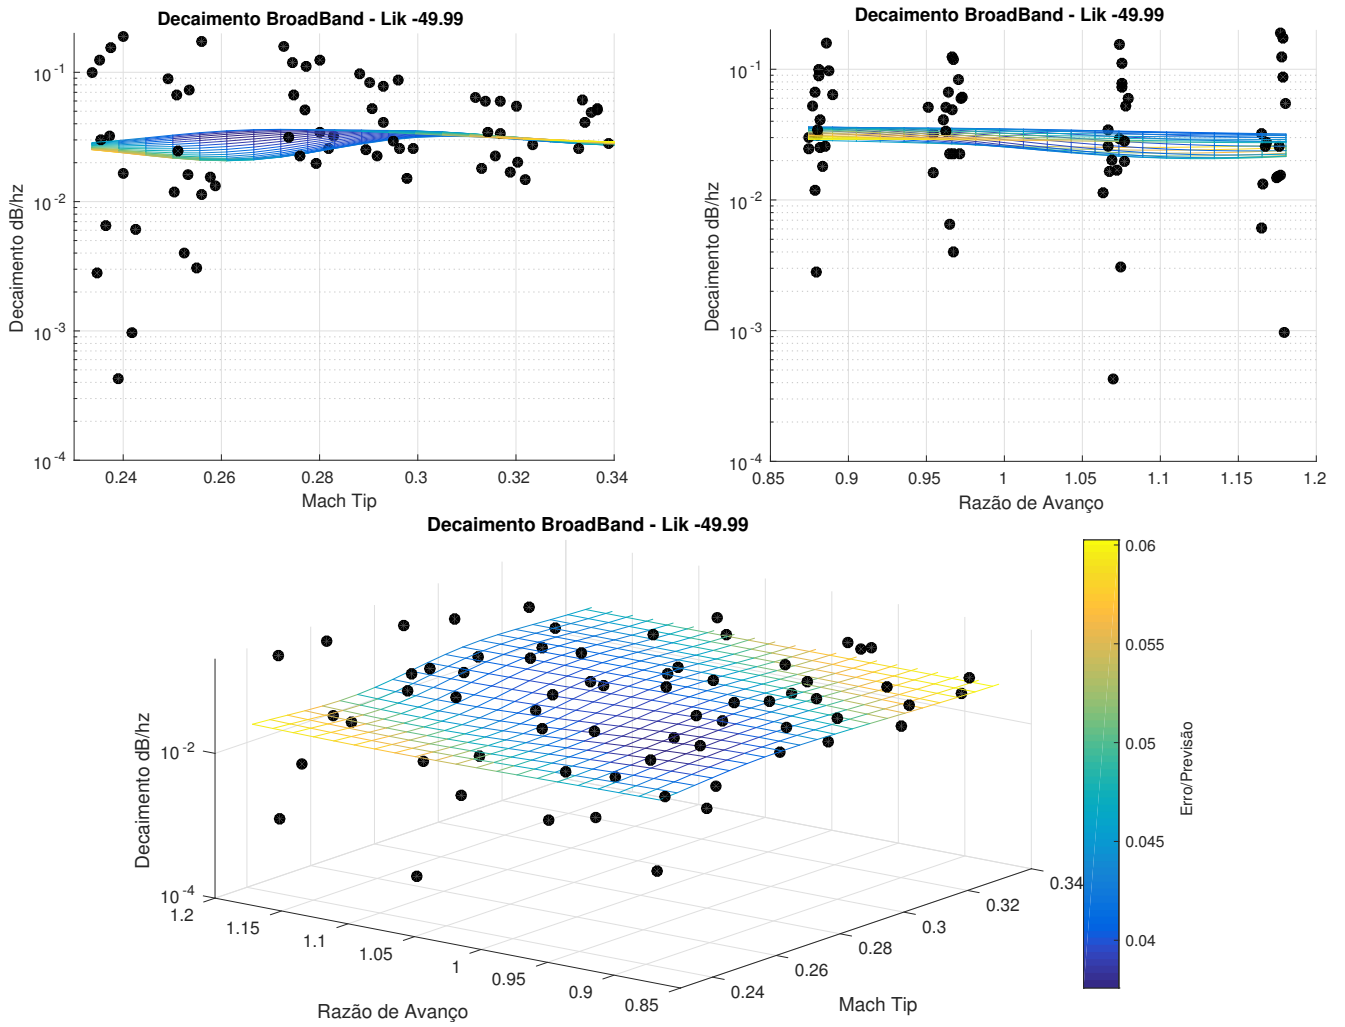 Decaimento BroadBand - Lik -49.99
Decaimento dB/hz
10^-1
10^-2
10^-3
10^-4
0.24 0.26 0.28 0.3 0.32 0.34
Mach Tip
Decaimento BroadBand - Lik -49.99
Decaimento dB/hz
10^-1
10^-2
10^-3
10^-4
0.85 0.9 0.95 1 1.05 1.1 1.15 1.2
Razão de Avanço
Decaimento BroadBand - Lik -49.99
Decaimento dB/hz
10^-2
10^-4
1.2 1.15 1.1 1.05 1 0.95 0.9 0.85
Razão de Avanço
0.24 0.26 0.28 0.3 0.32 0.34
Mach Tip
0.06
0.055
0.05
0.045
0.04
Erro/Previsão